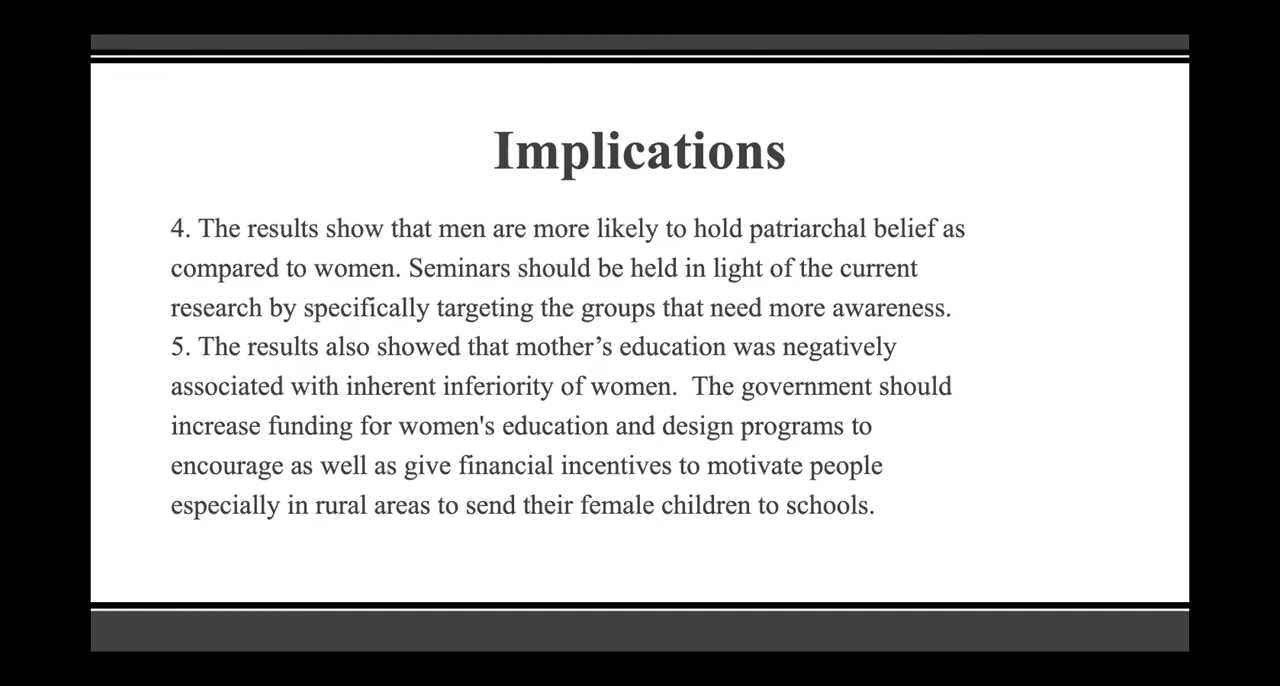 Implications
4. The results show that men are more likely to hold patriarchal belief as
compared to women. Seminars should be held in light of the current
research by specifically targeting the groups that need more awareness.
5. The results also showed that mother’s education was negatively
associated with inherent inferiority of women.  The government should
increase funding for women's education and design programs to
encourage as well as give financial incentives to motivate people
especially in rural areas to send their female children to schools.